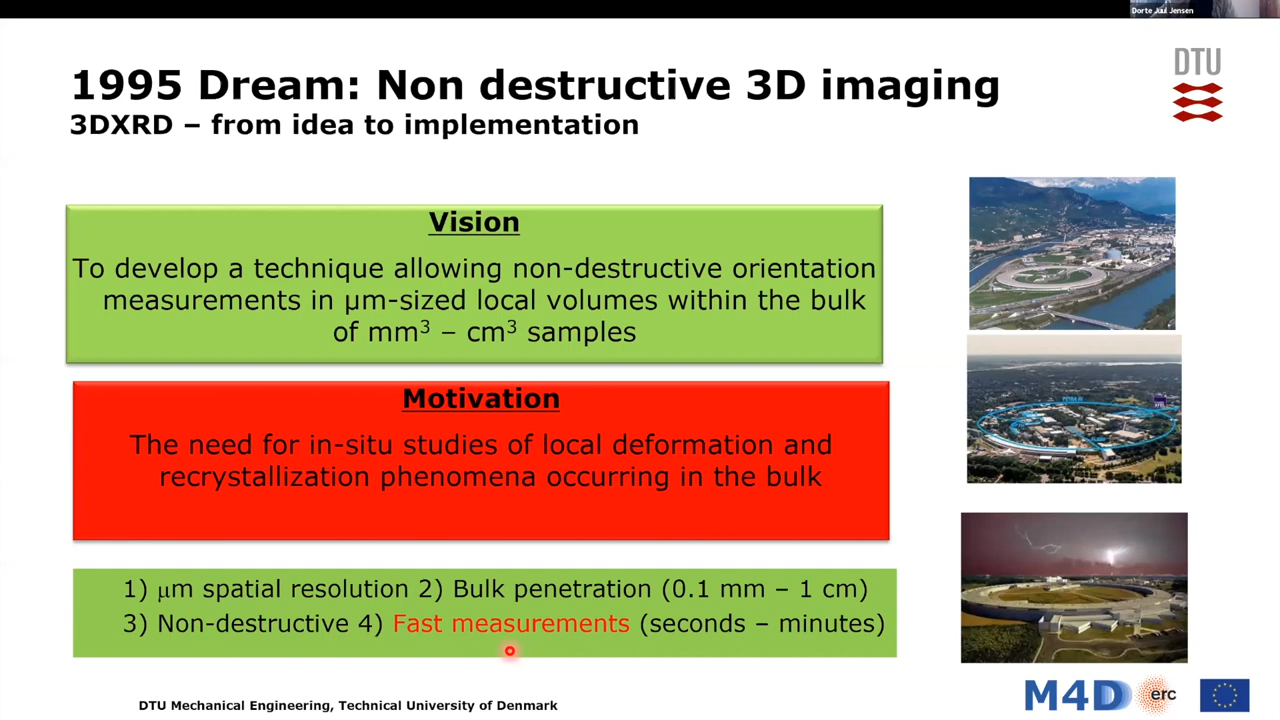 Dorte Juul Jensen
1995 Dream: Non destructive 3D imaging
3DXRD – from idea to implementation
DTU
Vision
To develop a technique allowing non-destructive orientation
measurements in µm-sized local volumes within the bulk
of mm³ – cm³ samples
Motivation
The need for in-situ studies of local deformation and
recrystallization phenomena occurring in the bulk
1) µm spatial resolution 2) Bulk penetration (0.1 mm – 1 cm)
3) Non-destructive 4) Fast measurements (seconds – minutes)
PETRA III
DTU Mechanical Engineering, Technical University of Denmark
M4D
erc